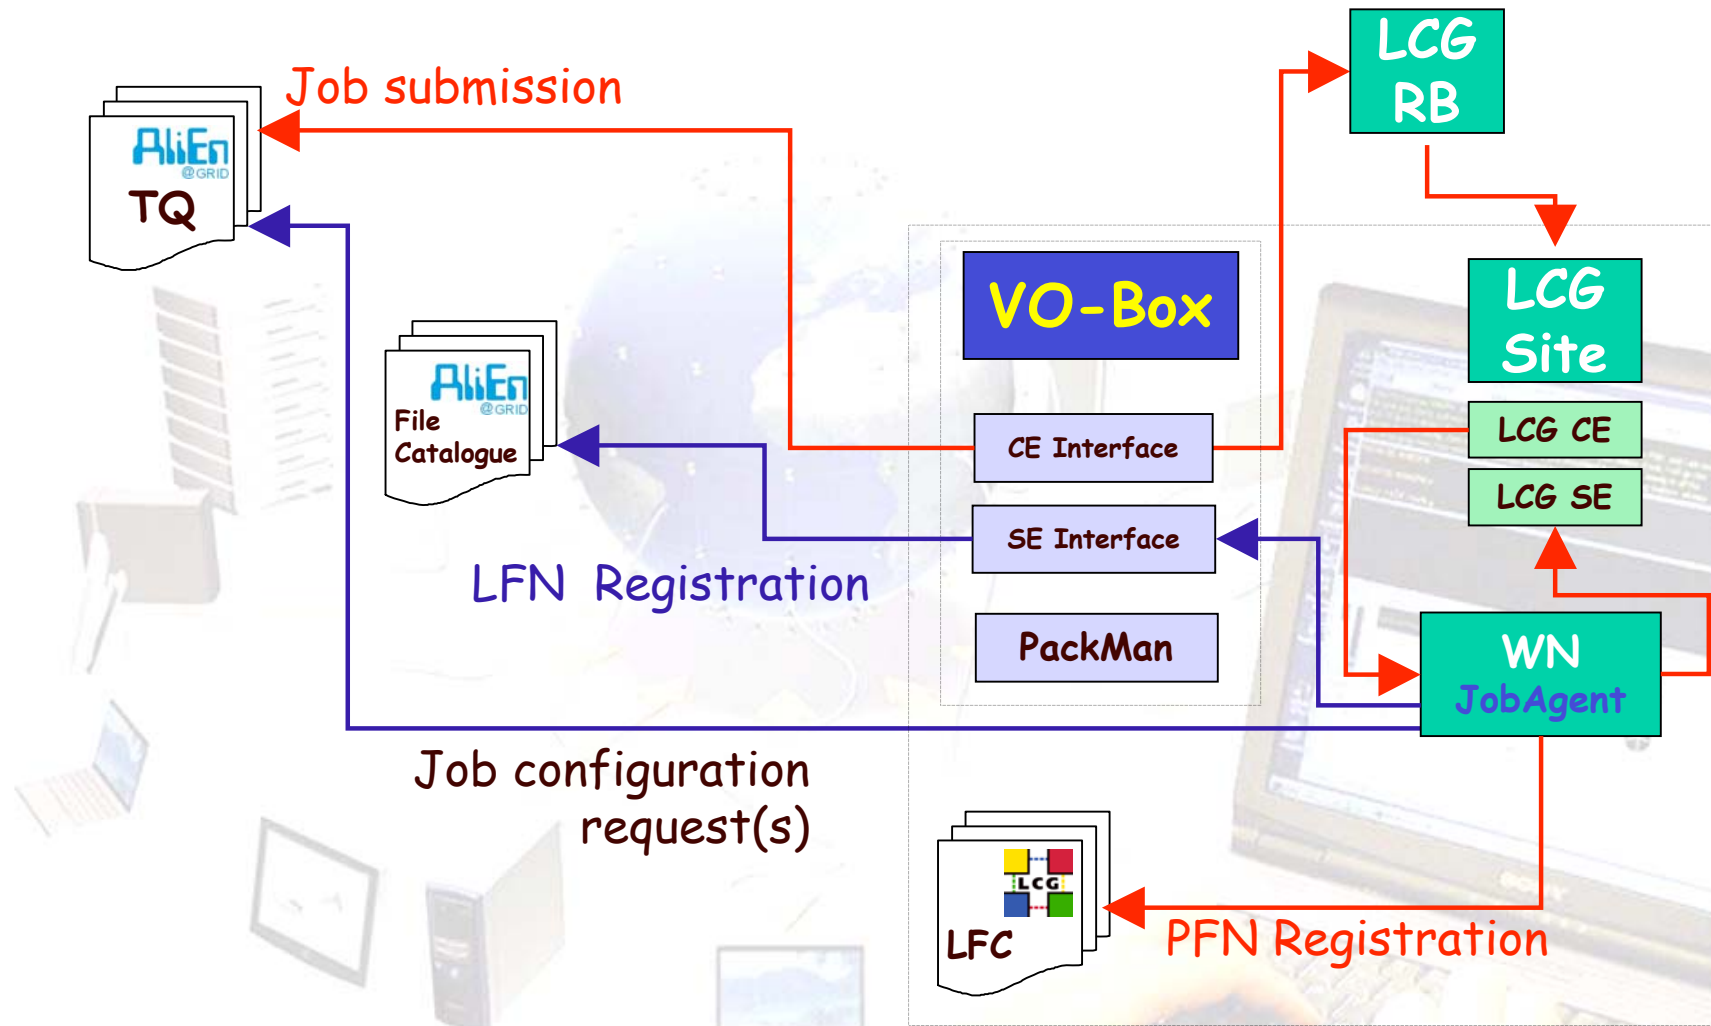 LCG
RB
Job submission
AliEn
@GRID
TQ
VO-Box
LCG
Site
AliEn
@GRID
File
Catalogue
CE Interface
LCG CE
LCG SE
SE Interface
LFN Registration
PackMan
WN
JobAgent
Job configuration
request(s)
LCG
LFC
PFN Registration